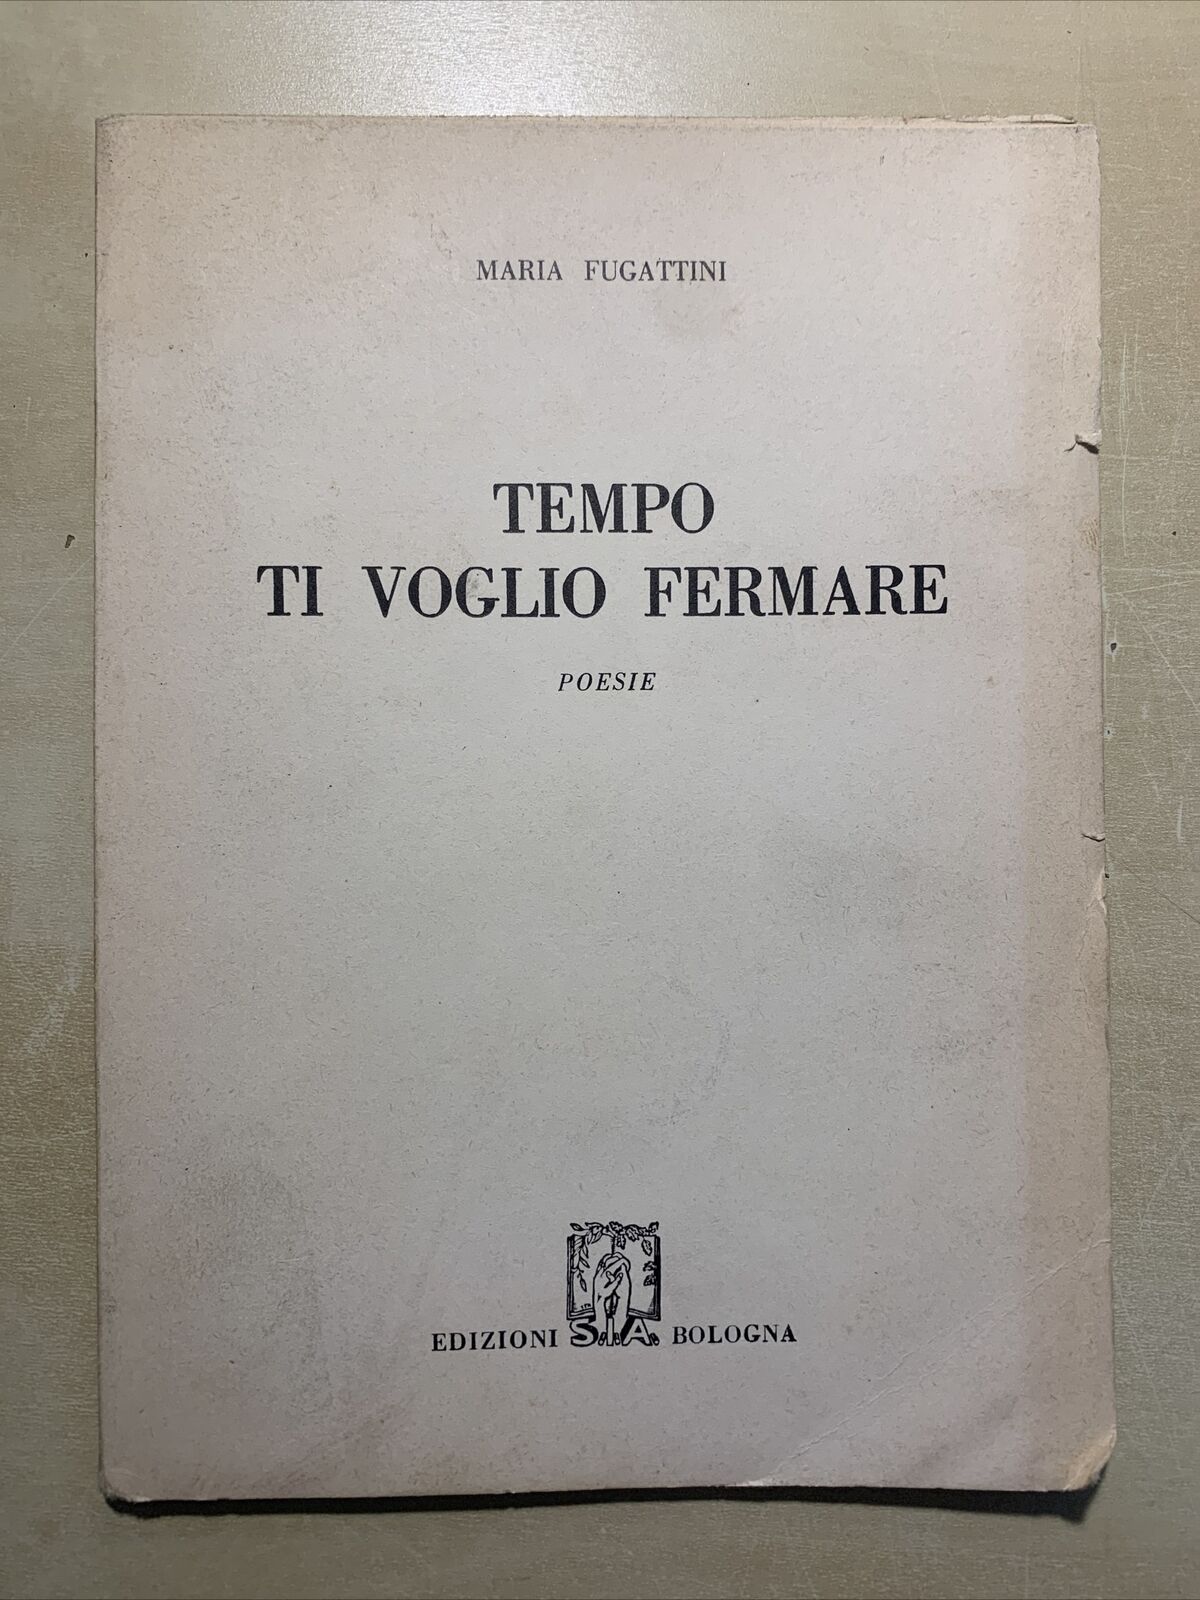 MARIA FUGATTINI
TEMPO
TI VOGLIO FERMARE
POESIE
EDIZIONI S.I.A. BOLOGNA